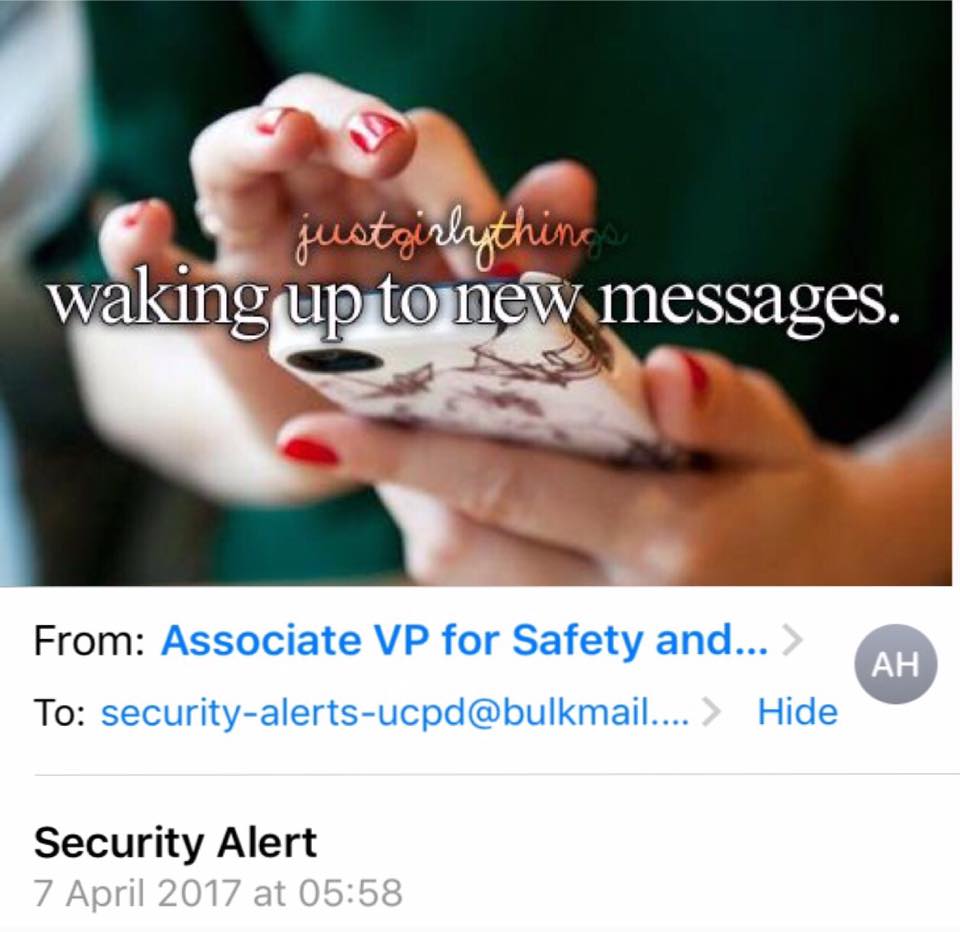 justgirlythings
waking up to new messages.
From: Associate VP for Safety and... >
AH
To: security-alerts-ucpd@bulkmail.... > Hide
Security Alert
7 April 2017 at 05:58